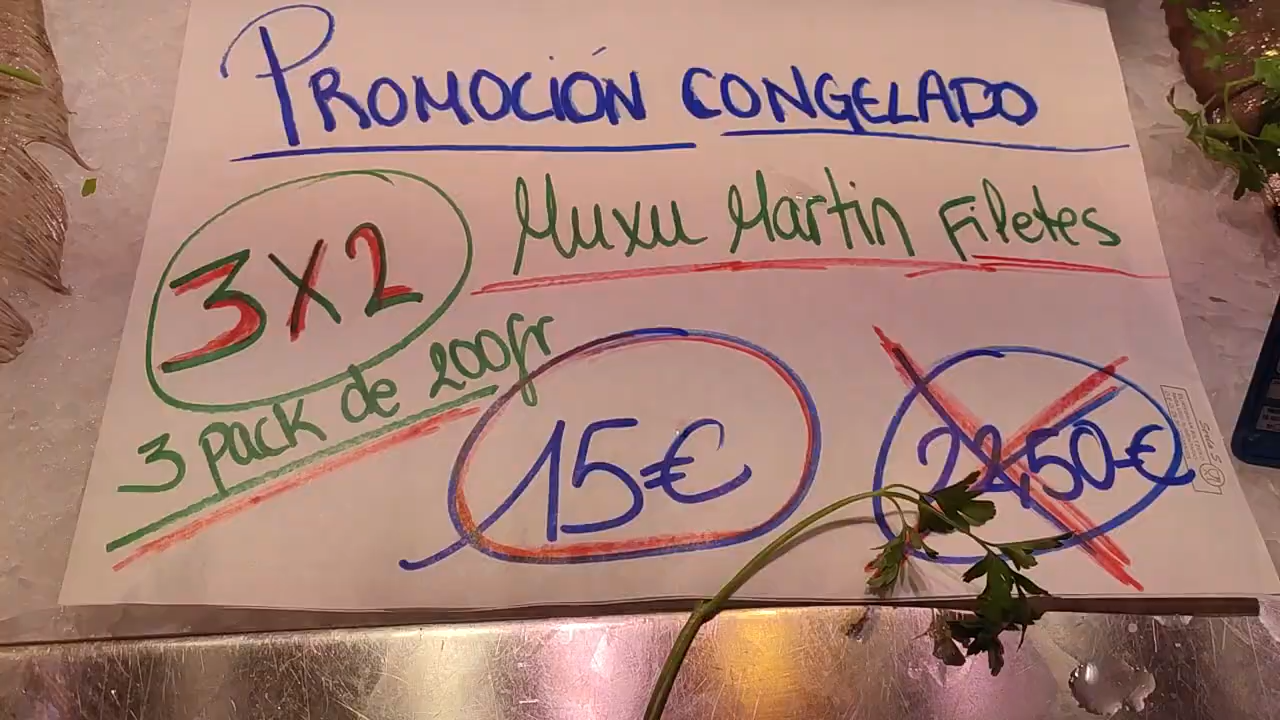 PROMOCIÓN CONGELADO
3X2
Muxu Martin Filetes
3 pack de 200gr
15€
22,50€